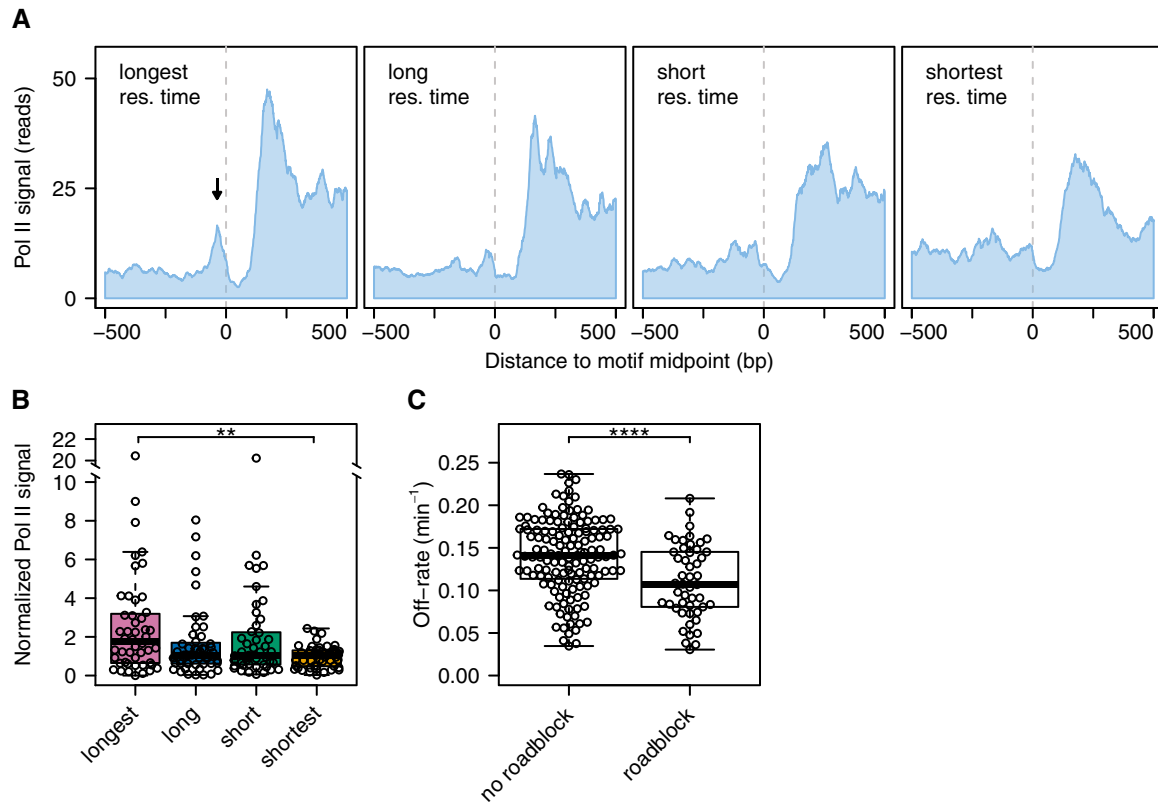 A
Pol II signal (reads)
50
25
0
longest
res. time
long
res. time
short
res. time
shortest
res. time
−500 0 500
−500 0 500
−500 0 500
−500 0 500
Distance to motif midpoint (bp)
B
Normalized Pol II signal
22
20
10
8
6
4
2
0
**
longest
long
short
shortest
C
Off−rate (min−1)
0.25
0.20
0.15
0.10
0.05
0.00
****
no roadblock
roadblock